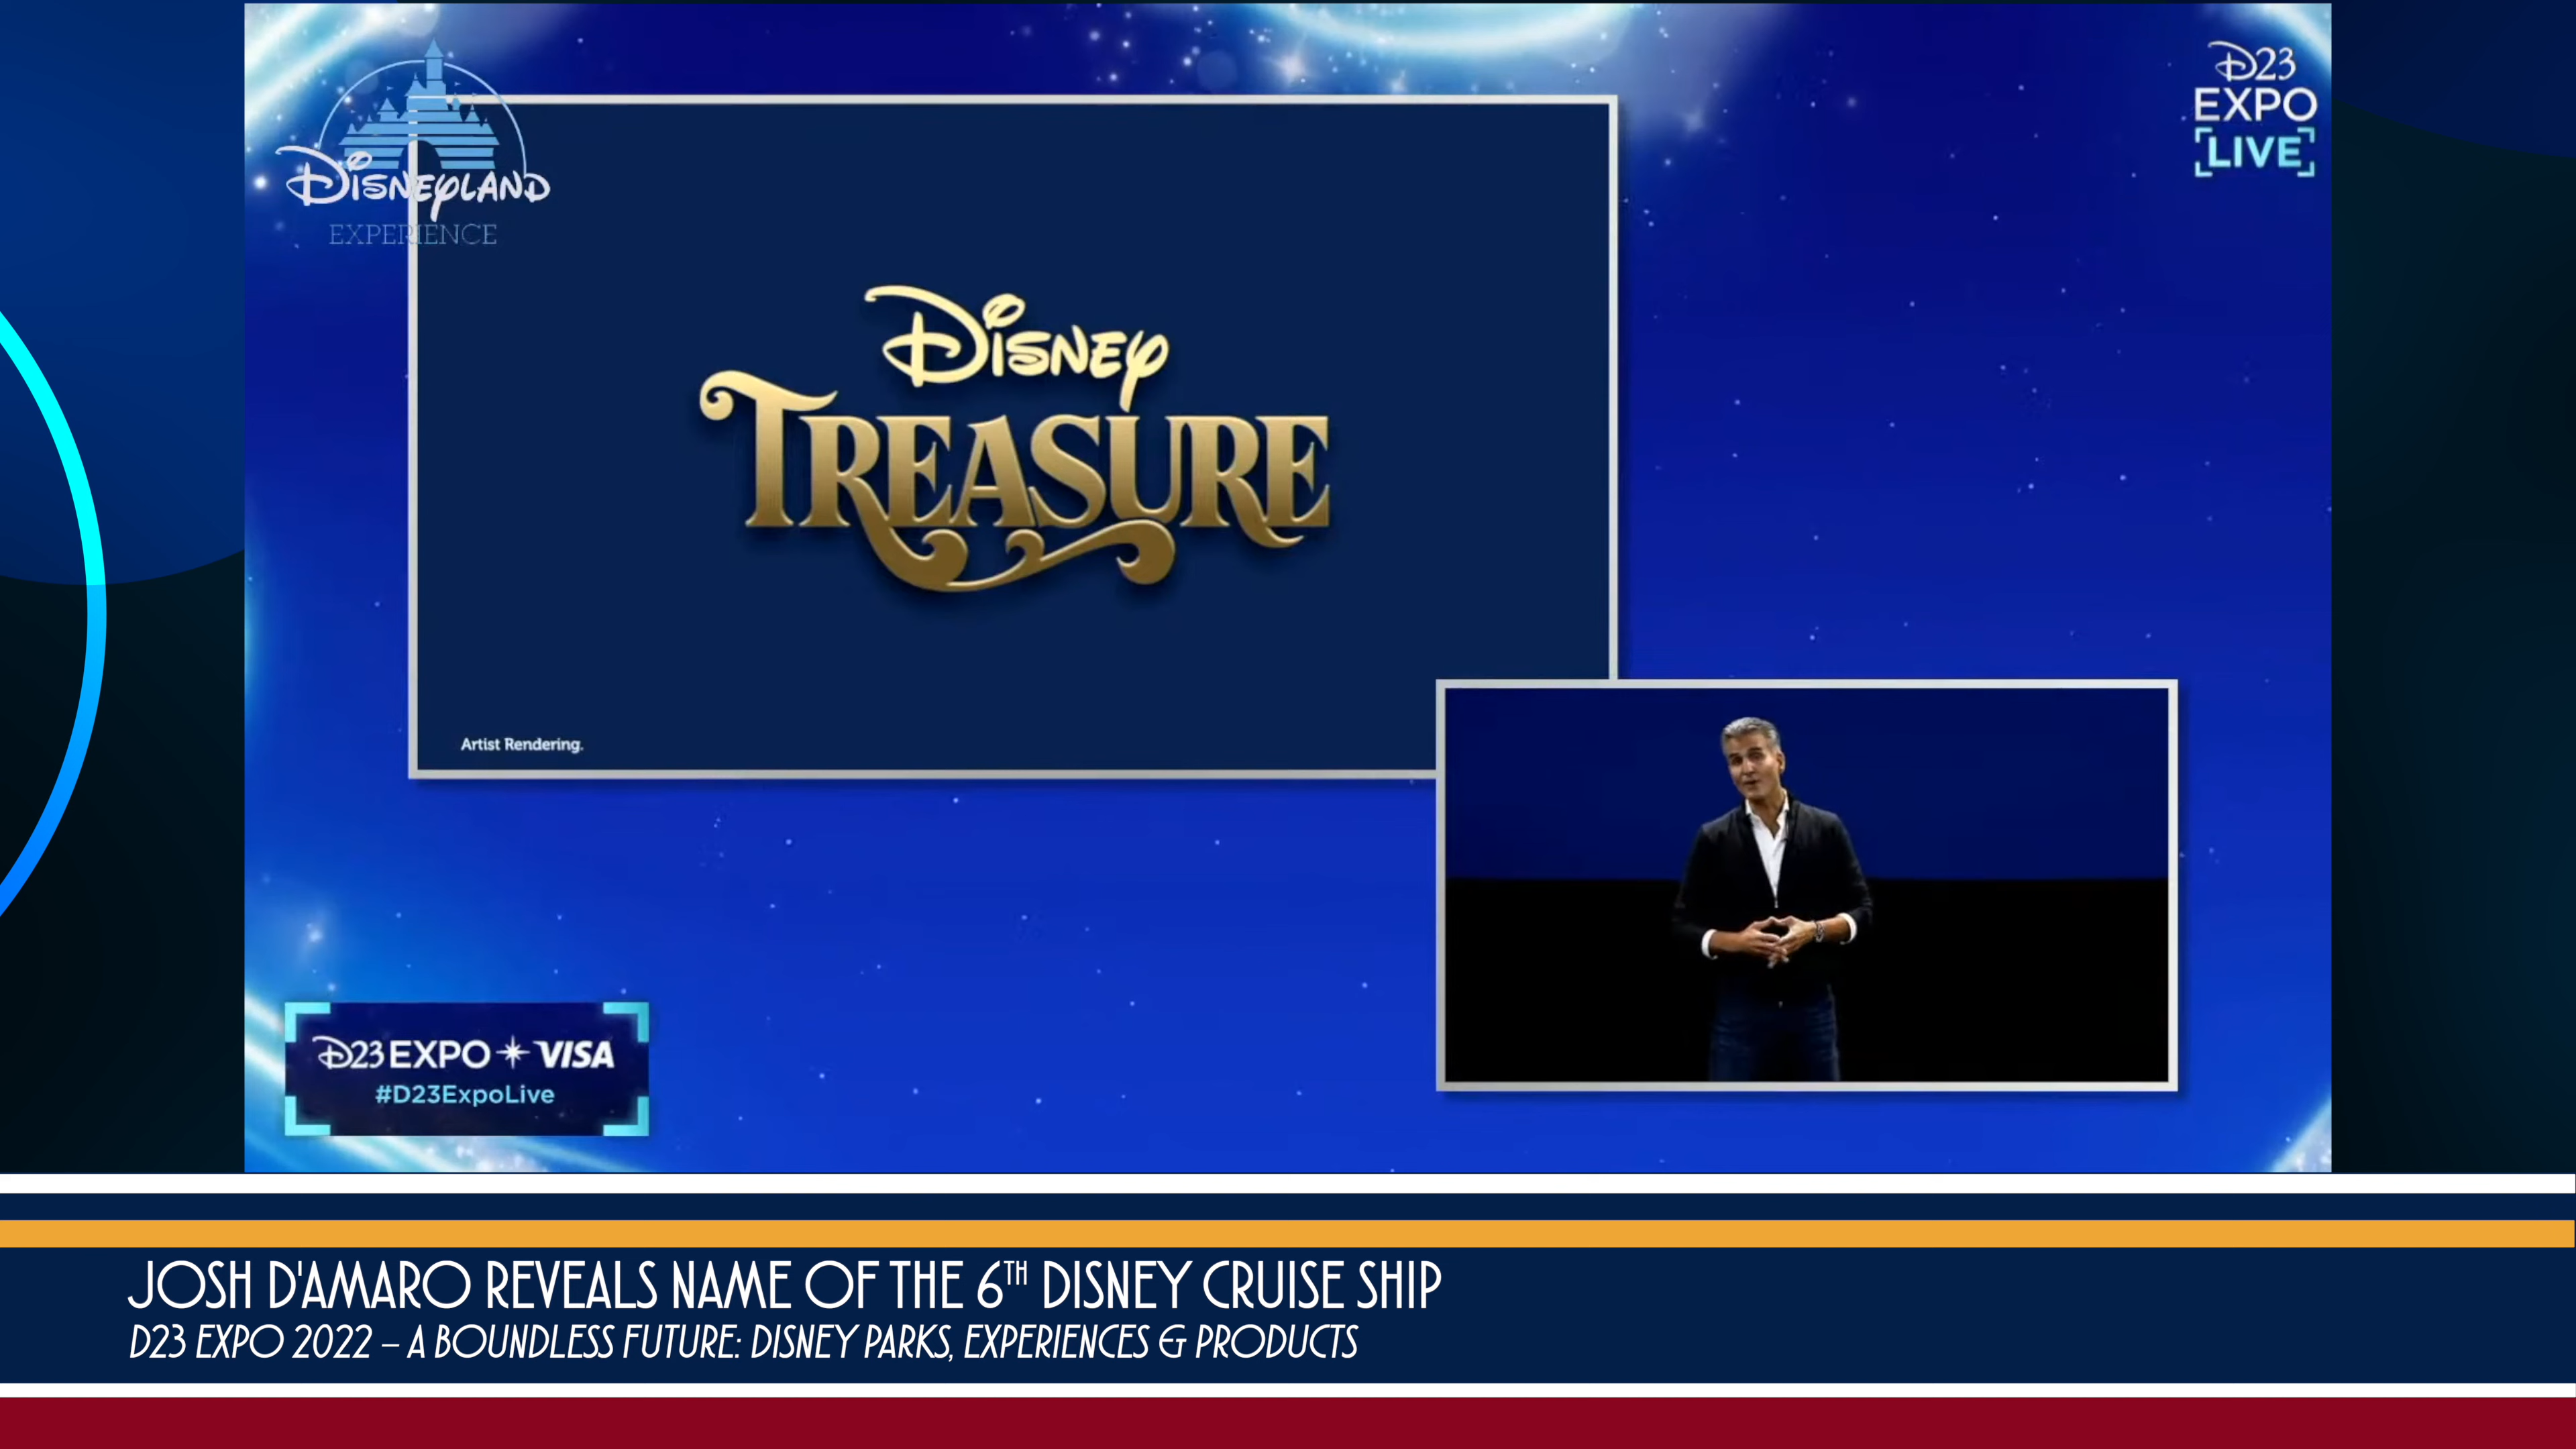 DISNEYLAND
EXPERIENCE
D23
EXPO
[LIVE]
DISNEY
TREASURE
Artist Rendering.
D23 EXPO + VISA
#D23ExpoLive
JOSH D'AMARO REVEALS NAME OF THE 6TH DISNEY CRUISE SHIP
D23 EXPO 2022 – A BOUNDLESS FUTURE: DISNEY PARKS, EXPERIENCES & PRODUCTS